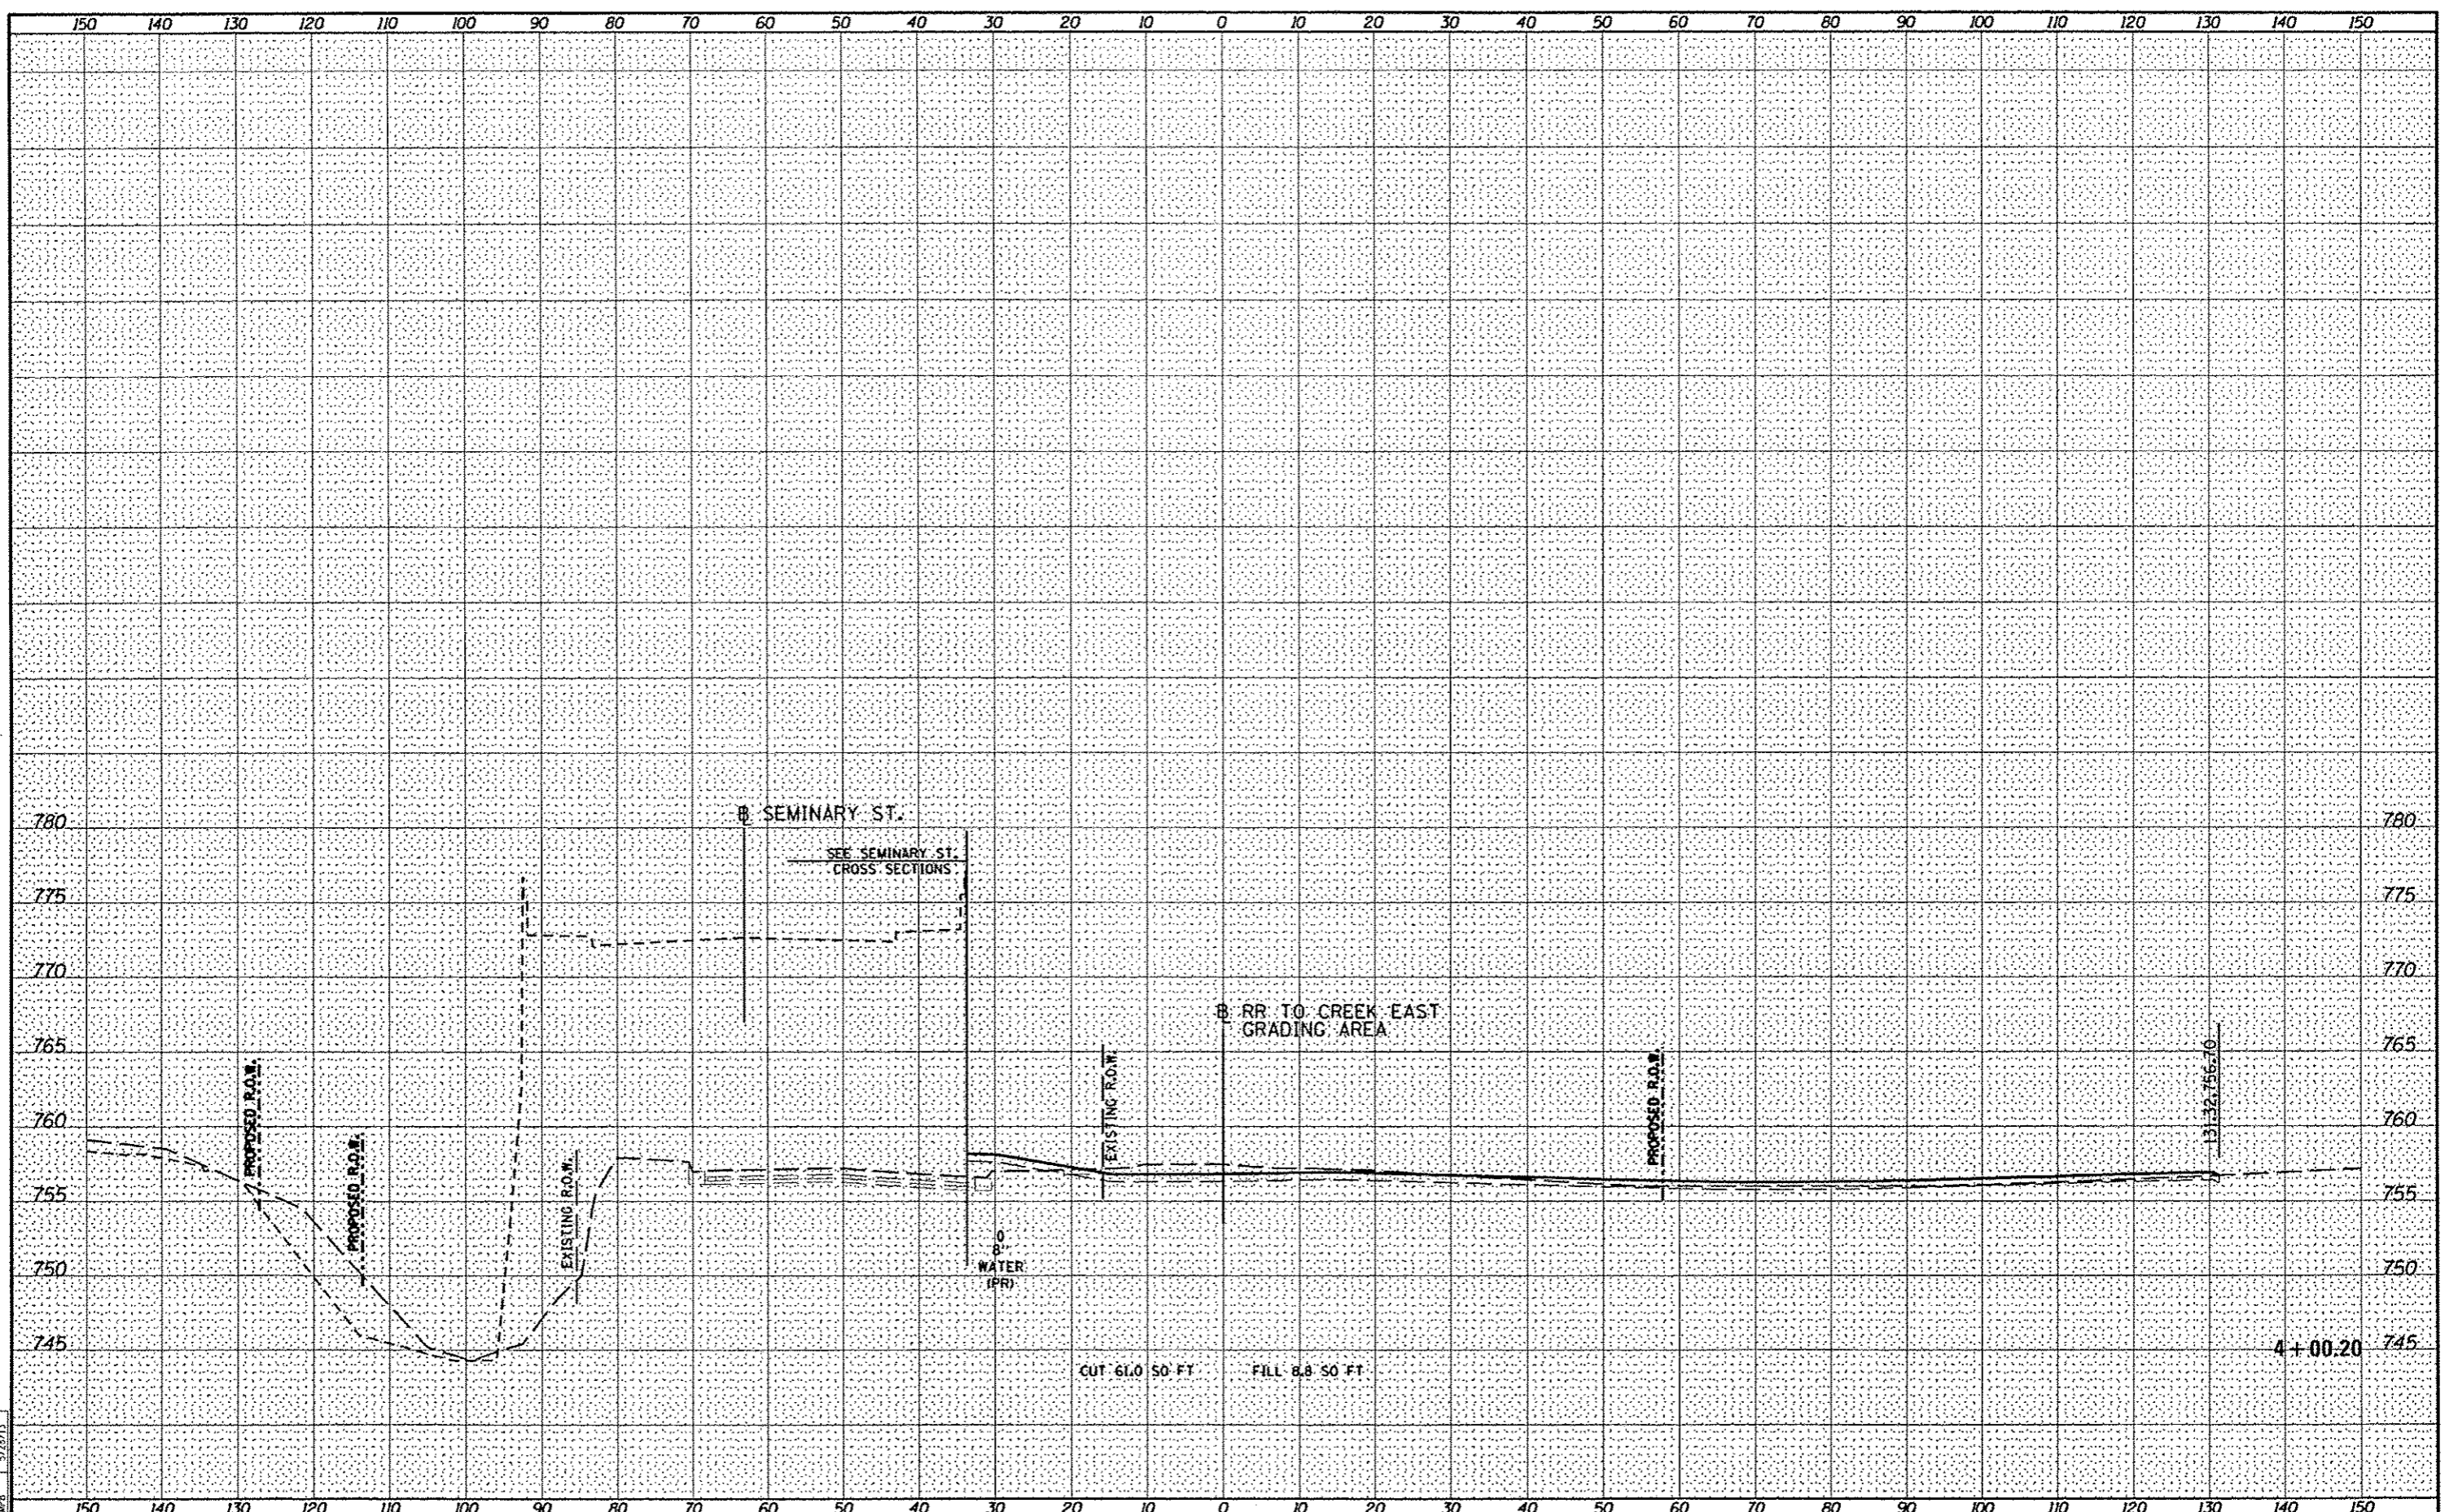 150 140 130 120 110 100 90 80 70 60 50 40 30 20 10 0 10 20 30 40 50 60 70 80 90 100 110 120 130 140 150
℄ SEMINARY ST.
780 780
SEE SEMINARY ST.
CROSS SECTIONS
775 775
770 770
℄ RR TO CREEK EAST
GRADING AREA
765 765
PROPOSED R.O.W.
PROPOSED R.O.W.
EXISTING R.O.W.
EXISTING R.O.W.
PROPOSED R.O.W.
131.32, 756.70
760 760
755 755
0
8"
WATER
(PR)
750 750
745 745
4 + 00.20
CUT 61.0 SQ FT FILL 8.8 SQ FT
150 140 130 120 110 100 90 80 70 60 50 40 30 20 10 0 10 20 30 40 50 60 70 80 90 100 110 120 130 140 150